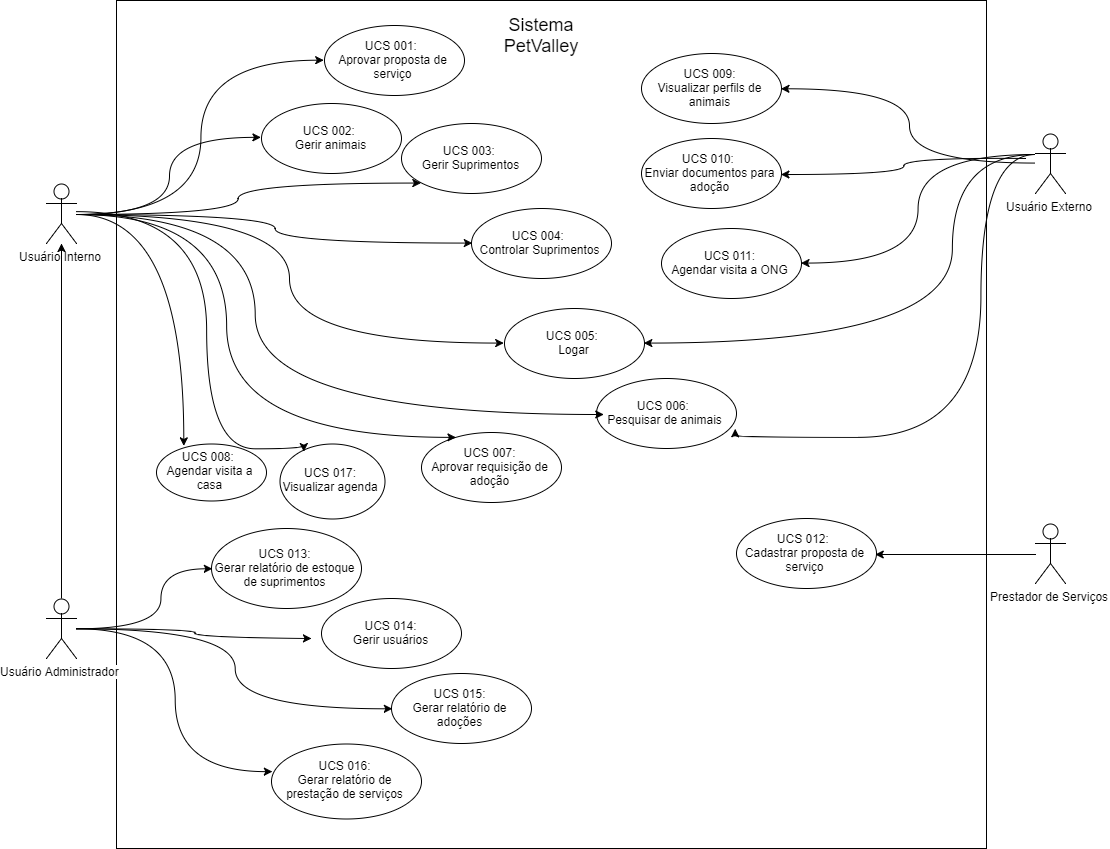 Sistema
PetValley
UCS 001:
Aprovar proposta de
serviço
UCS 002:
Gerir animais
UCS 003:
Gerir Suprimentos
UCS 004:
Controlar Suprimentos
UCS 005:
Logar
UCS 006:
Pesquisar de animais
UCS 007:
Aprovar requisição de
adoção
UCS 008:
Agendar visita a
casa
UCS 017:
Visualizar agenda
UCS 009:
Visualizar perfils de
animais
UCS 010:
Enviar documentos para
adoção
UCS 011:
Agendar visita a ONG
UCS 012:
Cadastrar proposta de
serviço
UCS 013:
Gerar relatório de estoque
de suprimentos
UCS 014:
Gerir usuários
UCS 015:
Gerar relatório de
adoções
UCS 016:
Gerar relatório de
prestação de serviços
Usuário Interno
Usuário Externo
Prestador de Serviços
Usuário Administrador